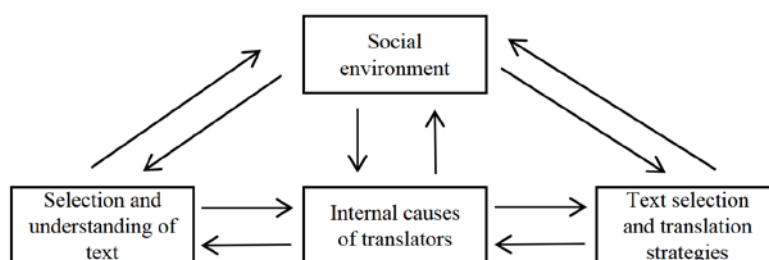 Social
environment
Selection and
understanding of
text
Internal causes
of translators
Text selection
and translation
strategies